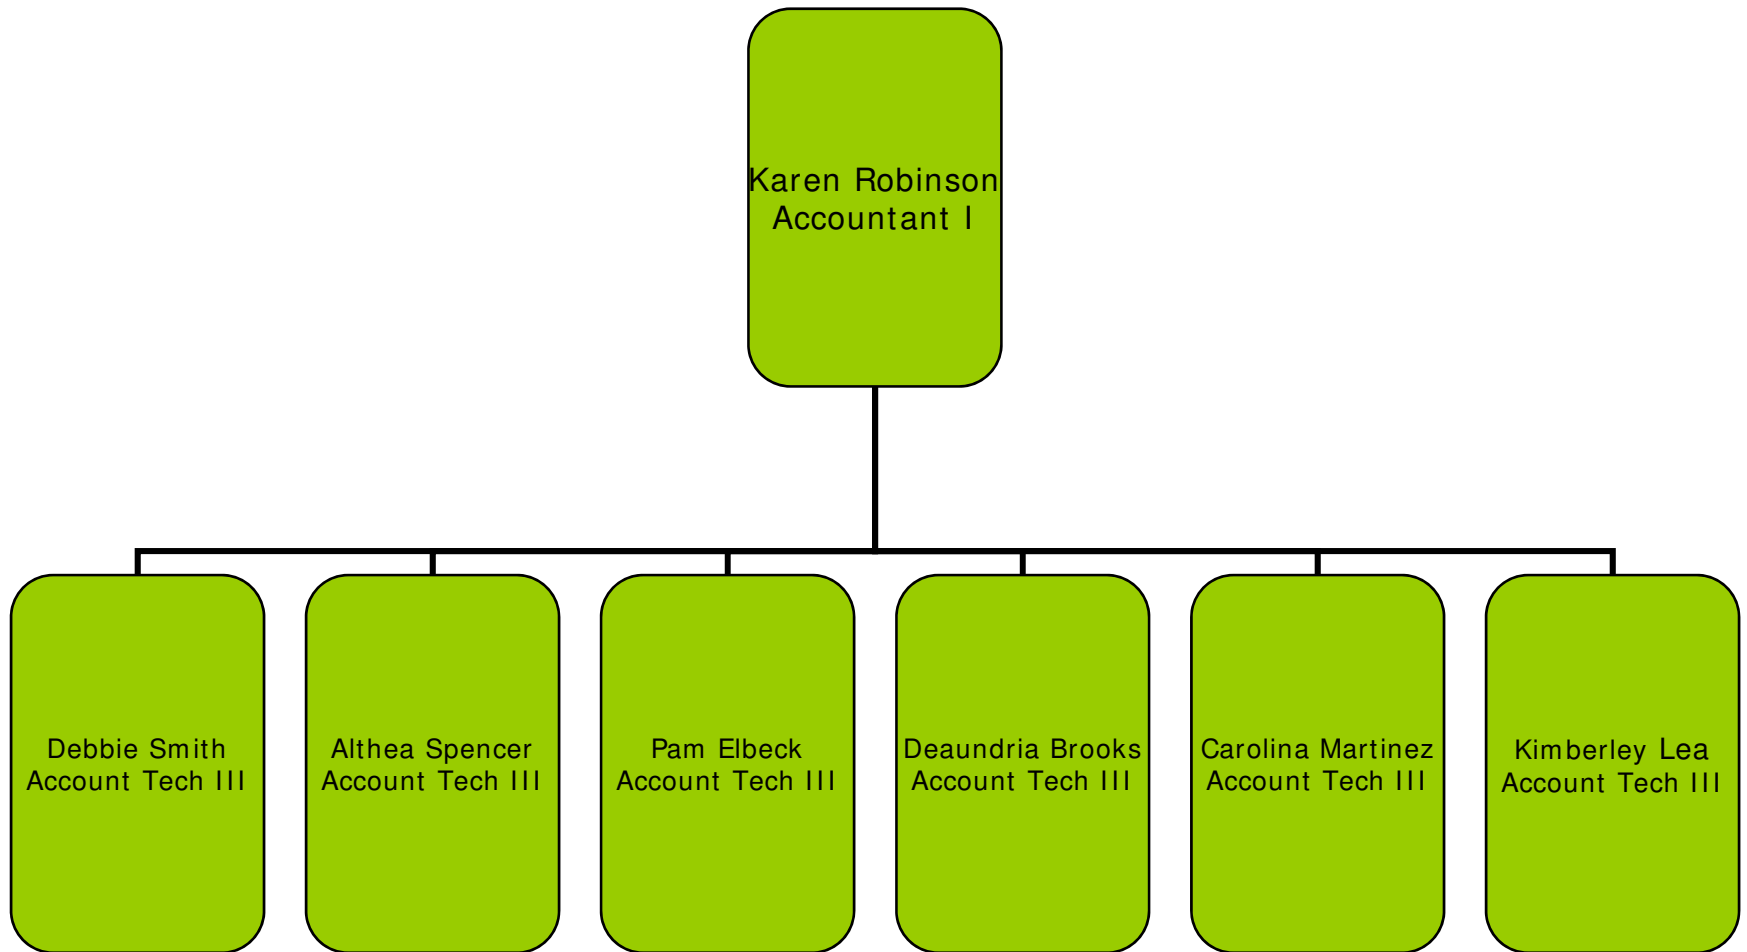 Karen Robinson
Accountant I
Debbie Smith
Account Tech III
Althea Spencer
Account Tech III
Pam Elbeck
Account Tech III
Deaundria Brooks
Account Tech III
Carolina Martinez
Account Tech III
Kimberley Lea
Account Tech III